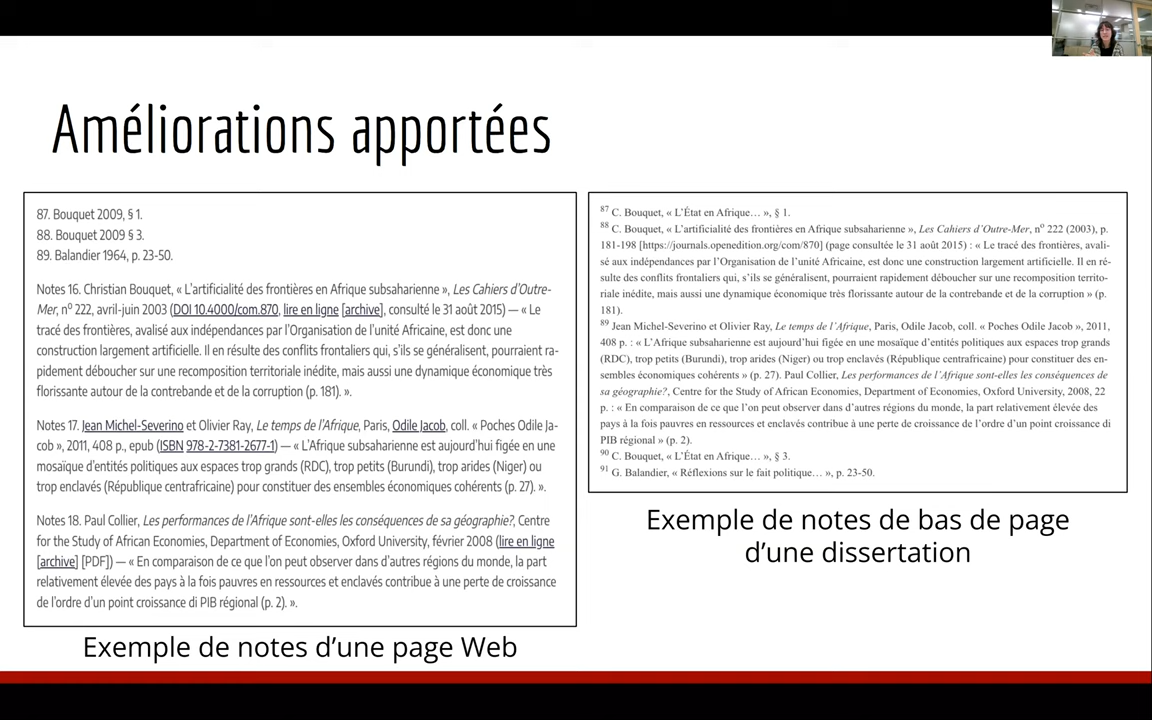 Améliorations apportées
87. Bouquet 2009, § 1.
88. Bouquet 2009 § 3.
89. Balandier 1964, p. 23-50.
Notes 16. Christian Bouquet, « L'artificialité des frontières en Afrique subsaharienne », Les Cahiers d'Outre-
Mer, nº 222, avril-juin 2003 (DOI 10.4000/com.870, lire en ligne [archive], consulté le 31 août 2015) — « Le
tracé des frontières, avalisé aux indépendances par l'Organisation de l'unité Africaine, est donc une
construction largement artificielle. Il en résulte des conflits frontaliers qui, s'ils se généralisent, pourraient ra-
pidement déboucher sur une recomposition territoriale inédite, mais aussi une dynamique économique très
florissante autour de la contrebande et de la corruption (p. 181). ».
Notes 17. Jean Michel-Severino et Olivier Ray, Le temps de l'Afrique, Paris, Odile Jacob, coll. « Poches Odile Ja-
cob », 2011, 408 p., epub (ISBN 978-2-7381-2677-1) — « L'Afrique subsaharienne est aujourd'hui figée en une
mosaïque d'entités politiques aux espaces trop grands (RDC), trop petits (Burundi), trop arides (Niger) ou
trop enclavés (République centrafricaine) pour constituer des ensembles économiques cohérents (p. 27). ».
Notes 18. Paul Collier, Les performances de l'Afrique sont-elles les conséquences de sa géographie?, Centre
for the Study of African Economies, Department of Economies, Oxford University, février 2008 (lire en ligne
[archive] [PDF]) — « En comparaison de ce que l'on peut observer dans d'autres régions du monde, la part
relativement élevée des pays à la fois pauvres en ressources et enclavés contribue à une perte de croissance
de l'ordre d'un point croissance di PIB régional (p. 2). ».
Exemple de notes d'une page Web
87 C. Bouquet, « L'État en Afrique… », § 1.
88 C. Bouquet, « L'artificialité des frontières en Afrique subsaharienne », Les Cahiers d'Outre-Mer, nº 222 (2003), p.
181-198 [https://journals.openedition.org/com/870] (page consultée le 31 août 2015) : « Le tracé des frontières, avali-
sé aux indépendances par l'Organisation de l'unité Africaine, est donc une construction largement artificielle. Il en ré-
sulte des conflits frontaliers qui, s'ils se généralisent, pourraient rapidement déboucher sur une recomposition territo-
riale inédite, mais aussi une dynamique économique très florissante autour de la contrebande et de la corruption » (p.
181).
89 Jean Michel-Severino et Olivier Ray, Le temps de l'Afrique, Paris, Odile Jacob, coll. « Poches Odile Jacob », 2011,
408 p. : « L'Afrique subsaharienne est aujourd'hui figée en une mosaïque d'entités politiques aux espaces trop grands
(RDC), trop petits (Burundi), trop arides (Niger) ou trop enclavés (République centrafricaine) pour constituer des en-
sembles économiques cohérents » (p. 27). Paul Collier, Les performances de l'Afrique sont-elles les conséquences de
sa géographie?, Centre for the Study of African Economies, Department of Economies, Oxford University, 2008, 22
p. : « En comparaison de ce que l'on peut observer dans d'autres régions du monde, la part relativement élevée des
pays à la fois pauvres en ressources et enclavés contribue à une perte de croissance de l'ordre d'un point croissance di
PIB régional » (p. 2).
90 C. Bouquet, « L'État en Afrique… », § 3.
91 G. Balandier, « Réflexions sur le fait politique… », p. 23-50.
Exemple de notes de bas de page
d'une dissertation